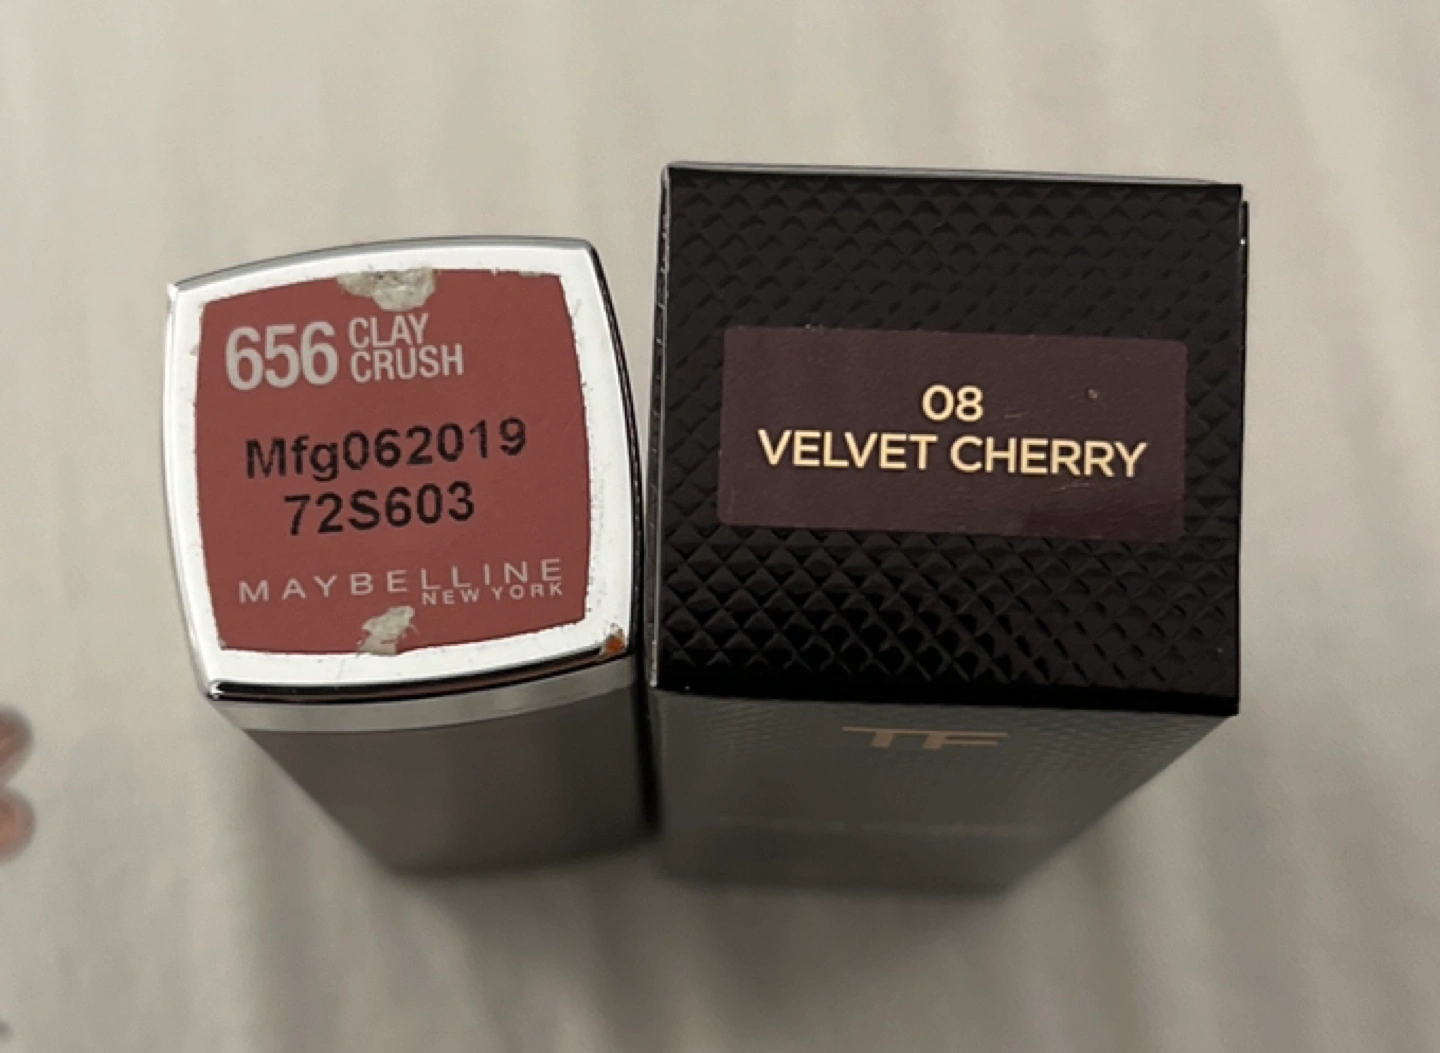 656 CLAY
CRUSH
Mfg062019
72S603
MAYBELLINE
NEW YORK
08
VELVET CHERRY
TF